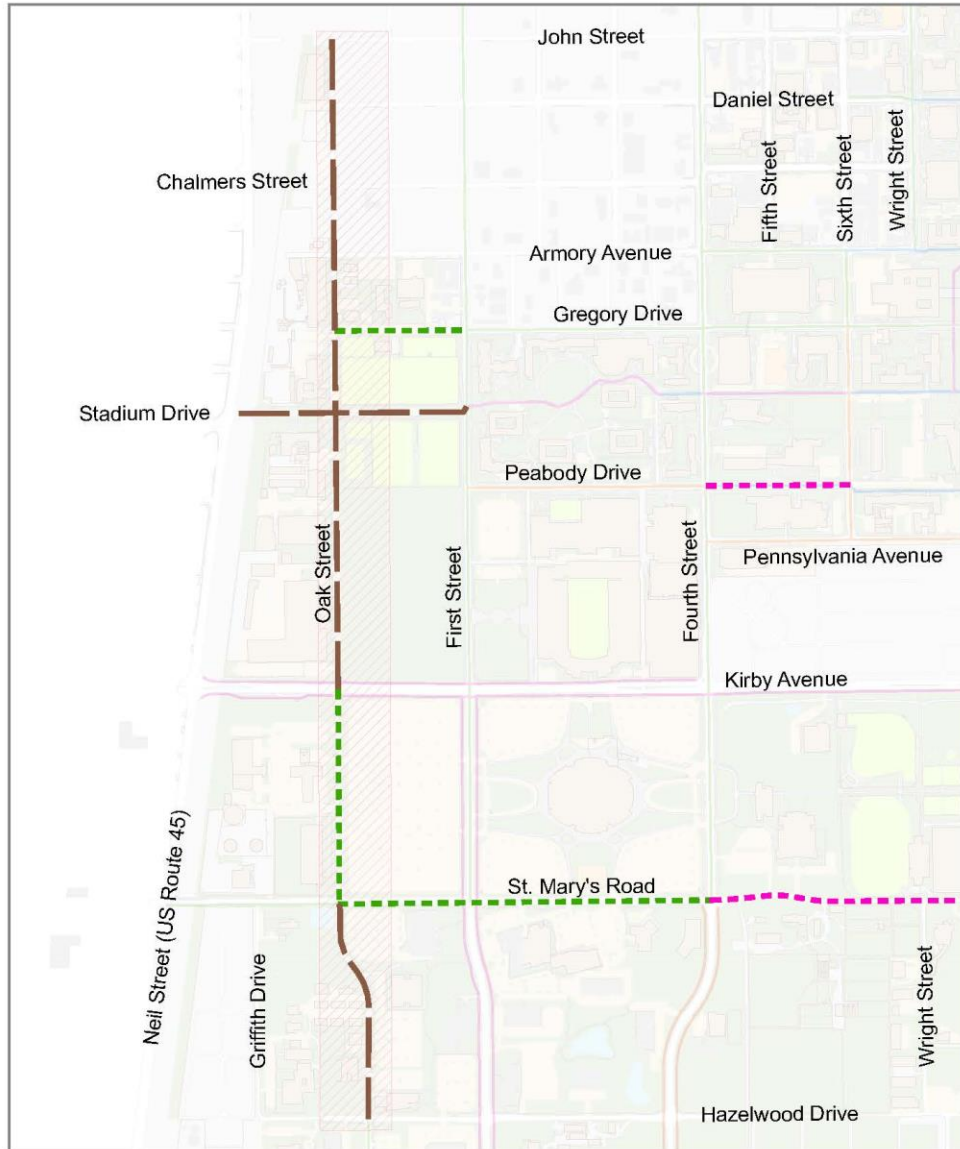 John Street
Daniel Street
Chalmers Street
Fifth Street
Sixth Street
Wright Street
Armory Avenue
Gregory Drive
Stadium Drive
Peabody Drive
Oak Street
First Street
Fourth Street
Pennsylvania Avenue
Kirby Avenue
Neil Street (US Route 45)
St. Mary's Road
Griffith Drive
Wright Street
Hazelwood Drive